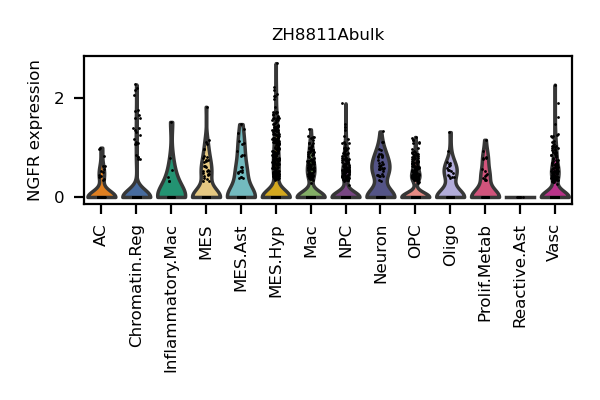 ZH8811Abulk
NGFR expression
2
0
AC
Chromatin.Reg
Inflammatory.Mac
MES
MES.Ast
MES.Hyp
Mac
NPC
Neuron
OPC
Oligo
Prolif.Metab
Reactive.Ast
Vasc